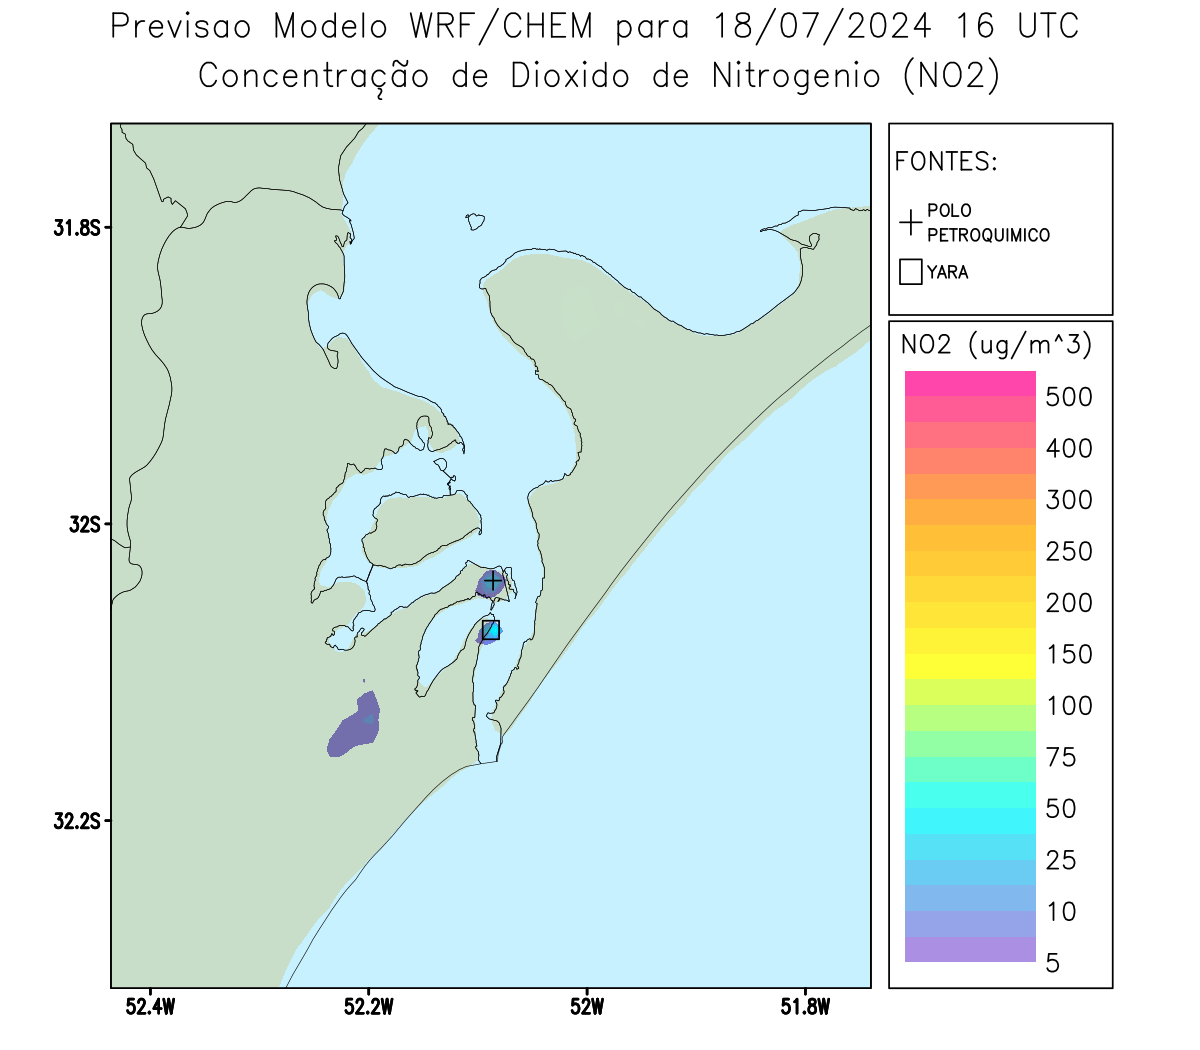 Previsao Modelo WRF/CHEM para 18/07/2024 16 UTC
Concentração de Dioxido de Nitrogenio (NO2)
FONTES:
POLO
PETROQUIMICO
YARA
31.8S
32S
32.2S
52.4W
52.2W
52W
51.8W
NO2 (ug/m^3)
500
400
300
250
200
150
100
75
50
25
10
5